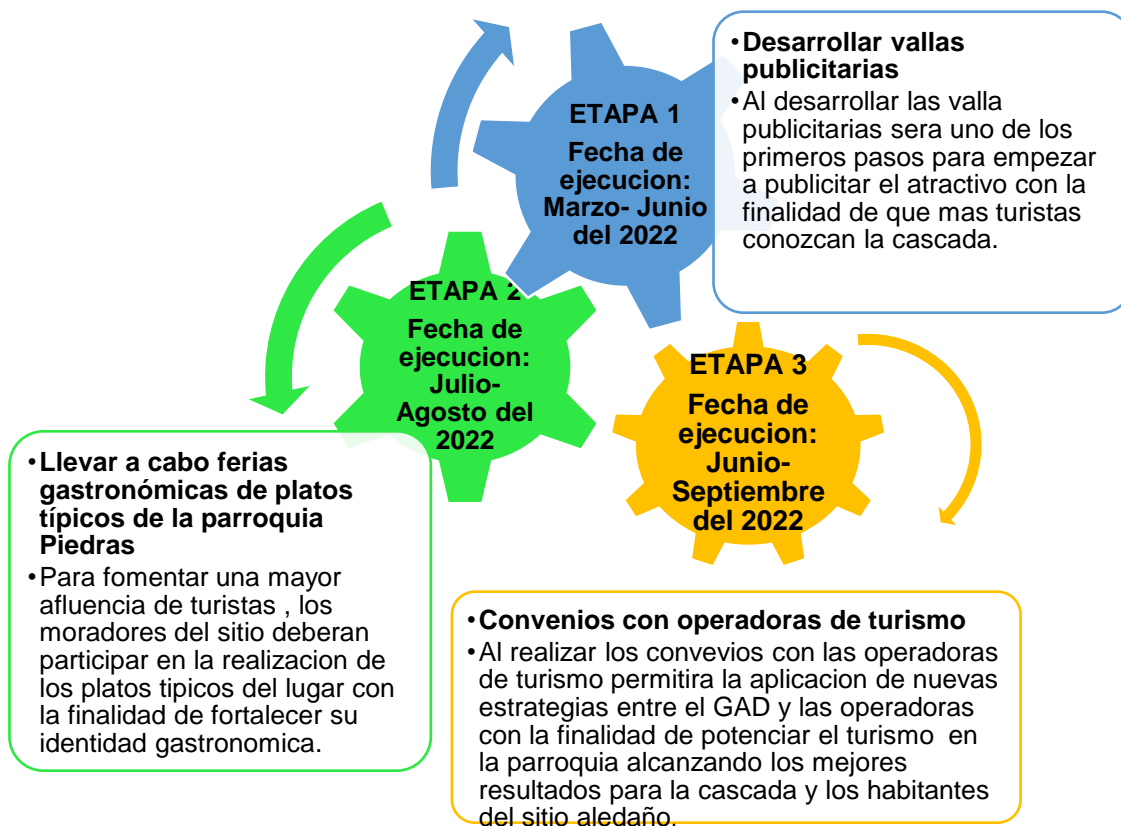 ETAPA 1
Fecha de
ejecucion:
Marzo- Junio
del 2022
•Desarrollar vallas
publicitarias
•Al desarrollar las valla
publicitarias sera uno de los
primeros pasos para empezar
a publicitar el atractivo con la
finalidad de que mas turistas
conozcan la cascada.
ETAPA 2
Fecha de
ejecucion:
Julio-
Agosto del
2022
•Llevar a cabo ferias
gastronómicas de platos
típicos de la parroquia
Piedras
•Para fomentar una mayor
afluencia de turistas , los
moradores del sitio deberan
participar en la realizacion de
los platos tipicos del lugar con
la finalidad de fortalecer su
identidad gastronomica.
ETAPA 3
Fecha de
ejecucion:
Junio-
Septiembre
del 2022
•Convenios con operadoras de turismo
•Al realizar los convevios con las operadoras
de turismo permitira la aplicacion de nuevas
estrategias entre el GAD y las operadoras
con la finalidad de potenciar el turismo en
la parroquia alcanzando los mejores
resultados para la cascada y los habitantes
del sitio aledaño.